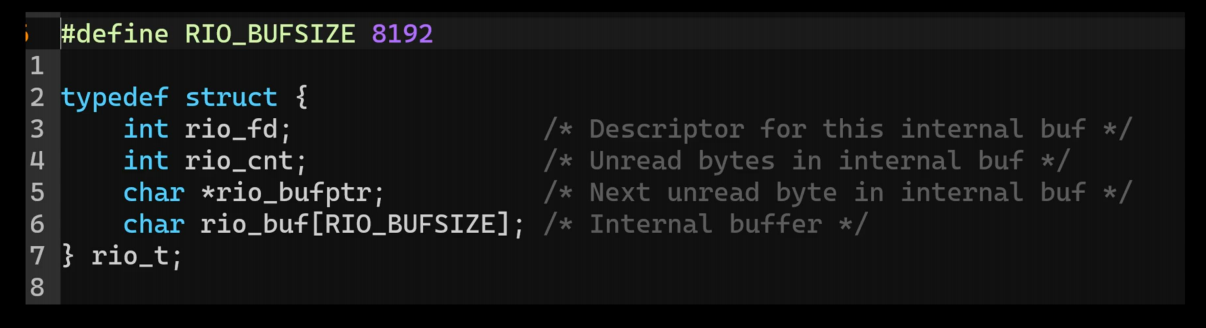 #define RIO_BUFSIZE 8192
1
2 typedef struct {
3     int rio_fd;                /* Descriptor for this internal buf */
4     int rio_cnt;               /* Unread bytes in internal buf */
5     char *rio_bufptr;          /* Next unread byte in internal buf */
6     char rio_buf[RIO_BUFSIZE]; /* Internal buffer */
7 } rio_t;
8